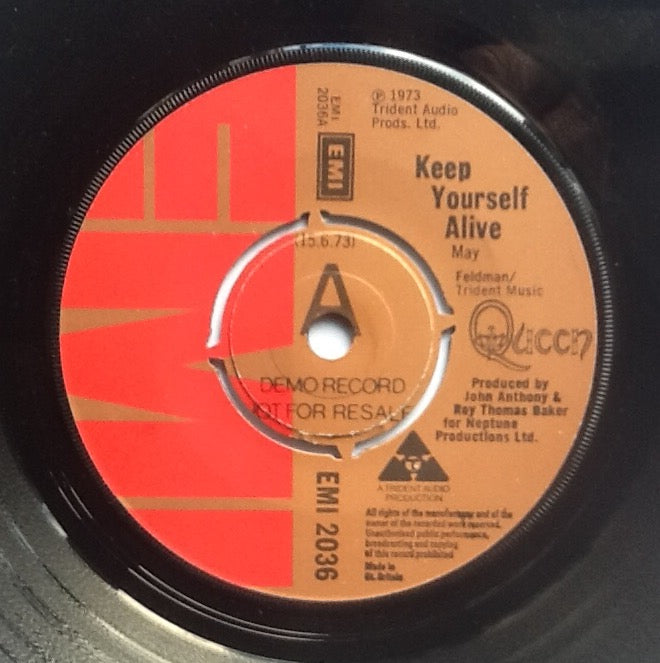 EMI
℗ 1973
Trident Audio
Prods. Ltd.
EMI-
2036A
EMI
Keep
Yourself
Alive
May
(15.6.73)
Feldman/
Trident Music
A
Queen
DEMO RECORD
NOT FOR RESALE
Produced by
John Anthony &
Roy Thomas Baker
for Neptune
Productions Ltd.
A TRIDENT AUDIO
PRODUCTION
EMI 2036
All rights of the manufacturer and of the
owner of the recorded work reserved.
Unauthorised public performance,
broadcasting and copying
of this record prohibited
Made in
Gt. Britain